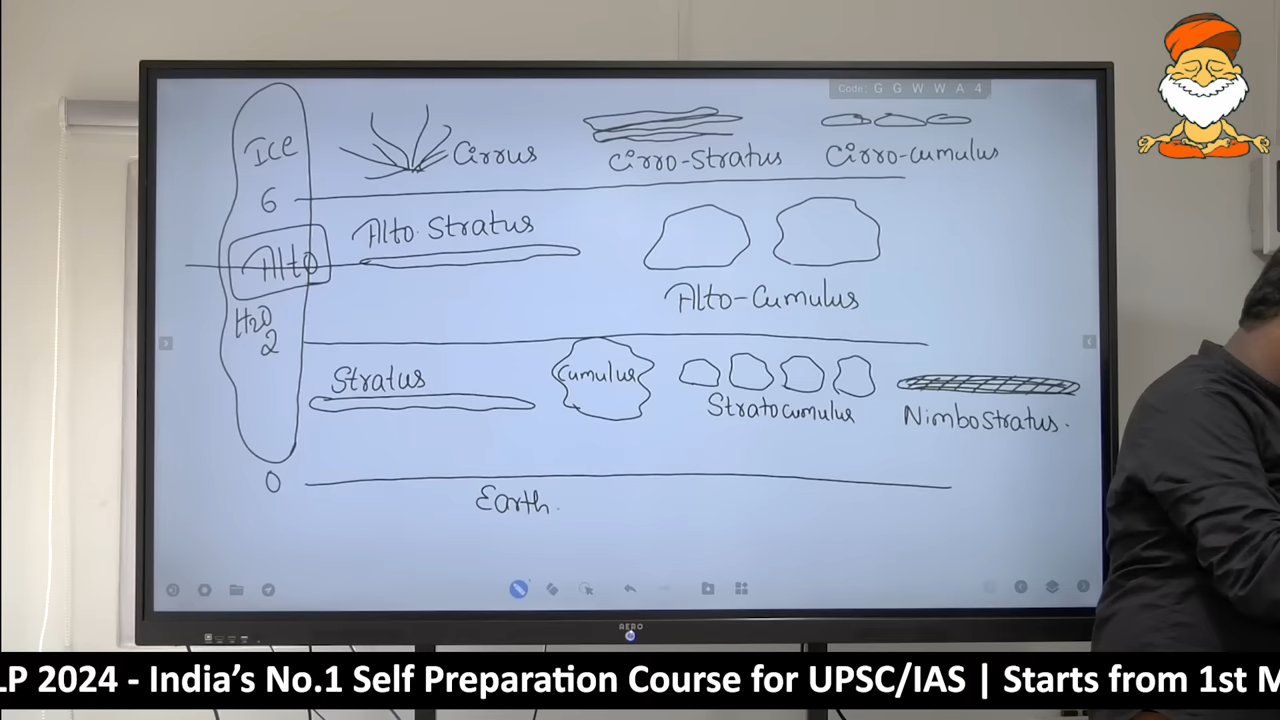 Code: G G W W A 4
Ice
Cirrus
Cirro-Stratus
Cirro-cumulus
6
Alto Stratus
Alto
Alto-Cumulus
H2O
2
Stratus
Cumulus
Stratocumulus
Nimbostratus.
0
Earth.
AERO
LP 2024 - India’s No.1 Self Preparation Course for UPSC/IAS | Starts from 1st M